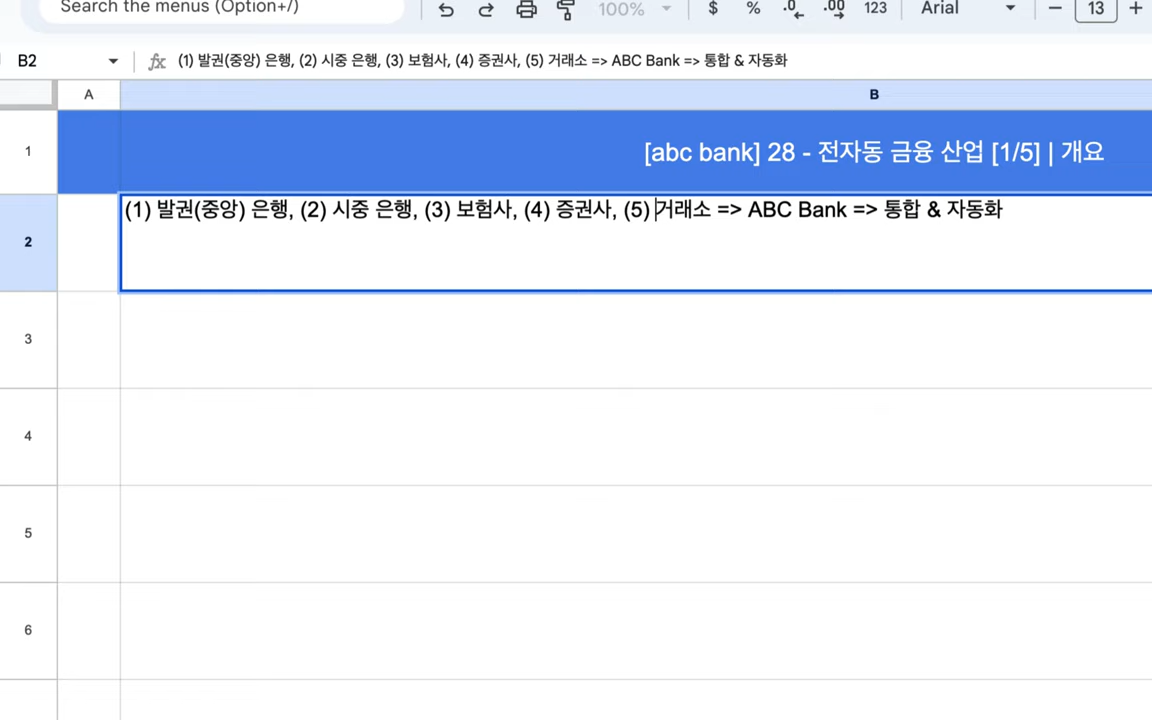 Search the menus (Option+/)
100% $ % .0 .00 123 Arial 13
B2 fx (1) 발권(중앙) 은행, (2) 시중 은행, (3) 보험사, (4) 증권사, (5) 거래소 => ABC Bank => 통합 & 자동화
A B
1 [abc bank] 28 - 전자동 금융 산업 [1/5] | 개요
2 (1) 발권(중앙) 은행, (2) 시중 은행, (3) 보험사, (4) 증권사, (5) 거래소 => ABC Bank => 통합 & 자동화
3
4
5
6